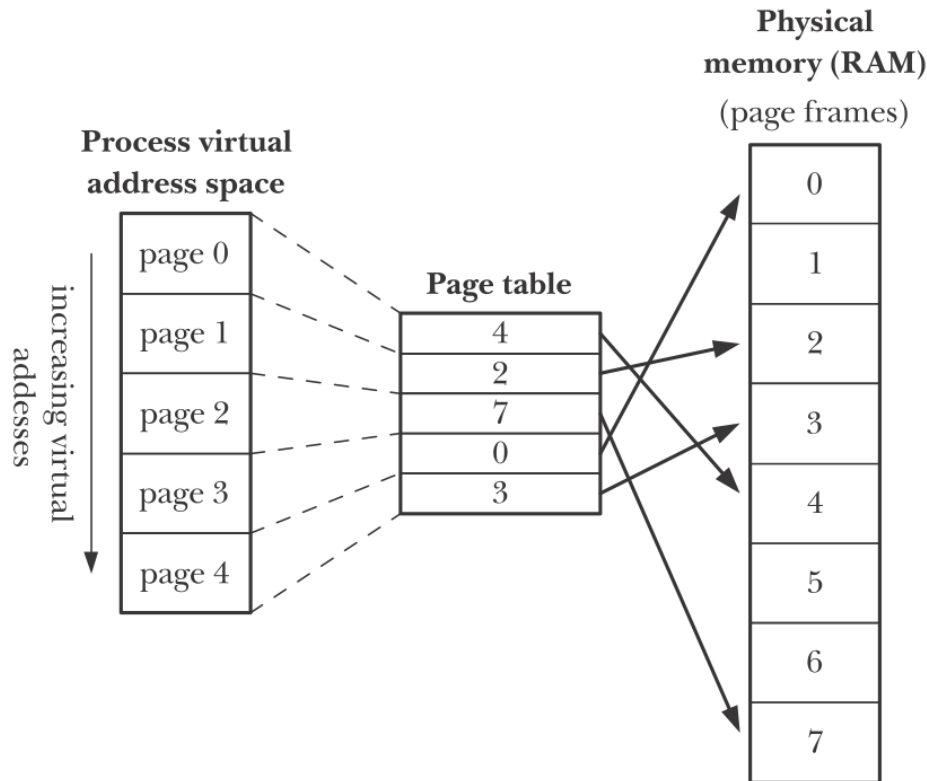 Physical
memory (RAM)
(page frames)
Process virtual
address space
increasing virtual
addesses
page 0
page 1
page 2
page 3
page 4
Page table
4
2
7
0
3
0
1
2
3
4
5
6
7